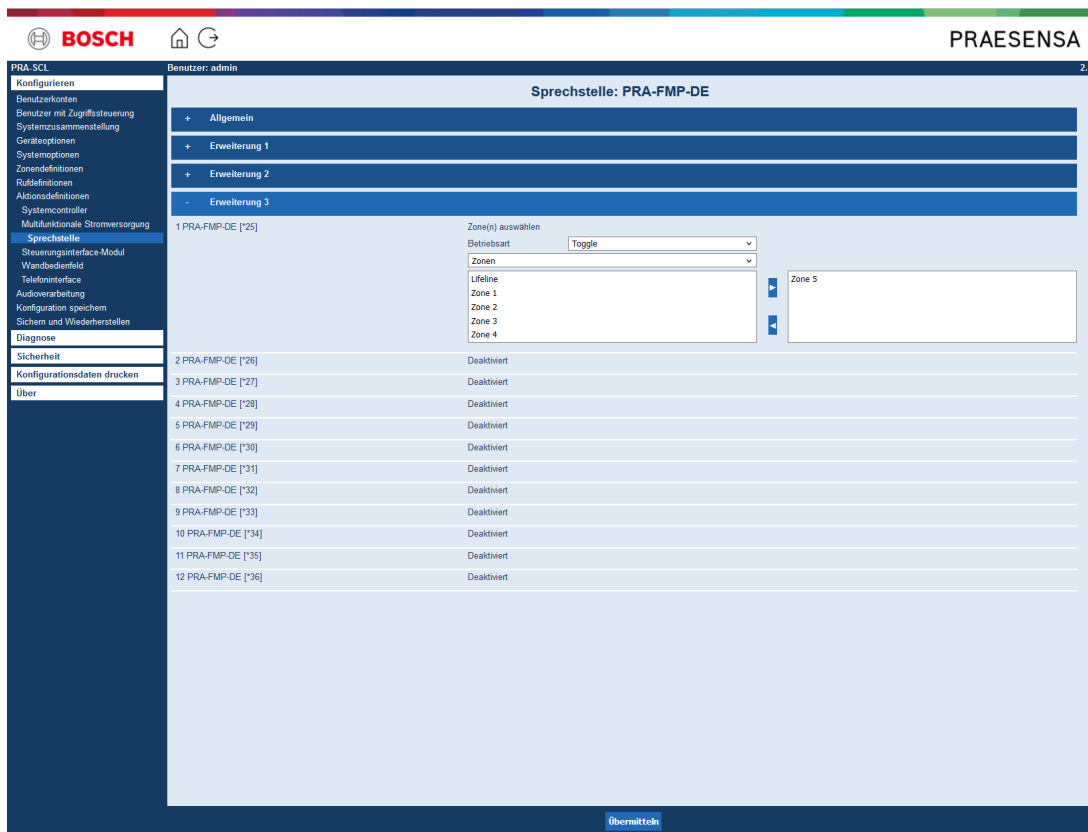 BOSCH
PRAESENSA
PRA-SCL
Benutzer: admin
2.
Konfigurieren
Benutzerkonten
Benutzer mit Zugriffssteuerung
Systemzusammenstellung
Geräteoptionen
Systemoptionen
Zonendefinitionen
Rufdefinitionen
Aktionsdefinitionen
Systemcontroller
Multifunktionale Stromversorgung
Sprechstelle
Steuerungsinterface-Modul
Wandbedienfeld
Telefoninterface
Audioverarbeitung
Konfiguration speichern
Sichern und Wiederherstellen
Diagnose
Sicherheit
Konfigurationsdaten drucken
Über
Sprechstelle: PRA-FMP-DE
+ Allgemein
+ Erweiterung 1
+ Erweiterung 2
- Erweiterung 3
1 PRA-FMP-DE [*25] Zone(n) auswählen
Betriebsart Toggle
Zonen
Lifeline
Zone 1
Zone 2
Zone 3
Zone 4
Zone 5
2 PRA-FMP-DE [*26] Deaktiviert
3 PRA-FMP-DE [*27] Deaktiviert
4 PRA-FMP-DE [*28] Deaktiviert
5 PRA-FMP-DE [*29] Deaktiviert
6 PRA-FMP-DE [*30] Deaktiviert
7 PRA-FMP-DE [*31] Deaktiviert
8 PRA-FMP-DE [*32] Deaktiviert
9 PRA-FMP-DE [*33] Deaktiviert
10 PRA-FMP-DE [*34] Deaktiviert
11 PRA-FMP-DE [*35] Deaktiviert
12 PRA-FMP-DE [*36] Deaktiviert
Übermitteln